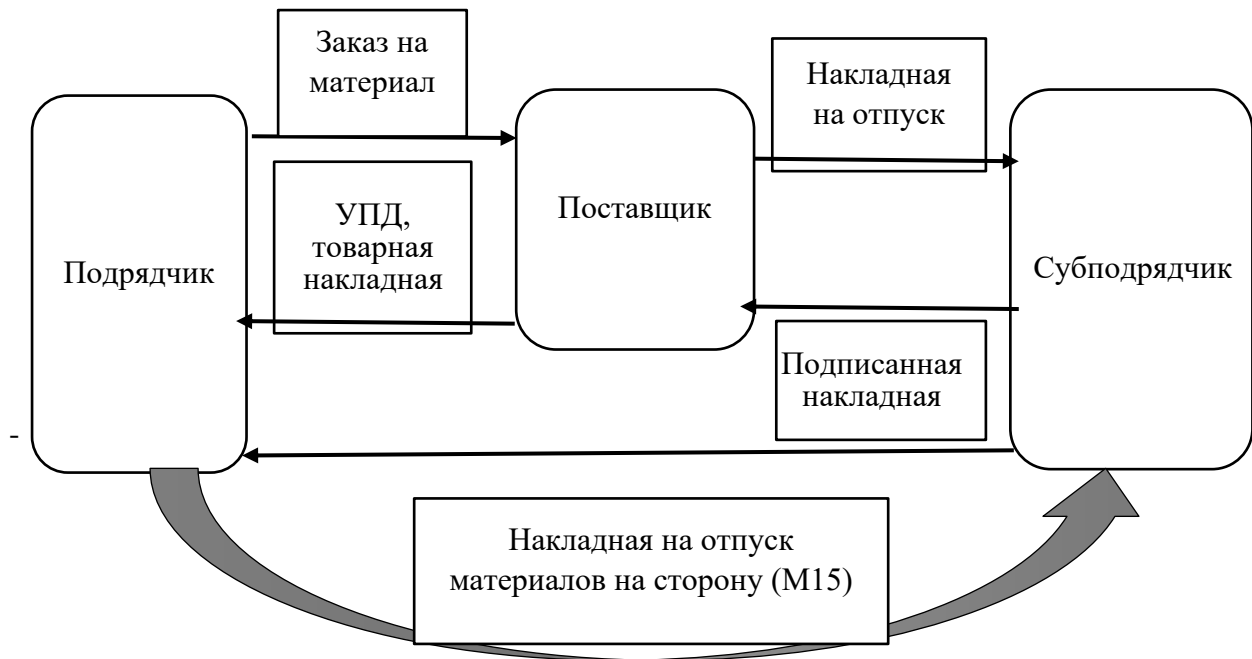 Заказ на
материал
Накладная
на отпуск
УПД,
товарная
накладная
Поставщик
Подрядчик
Субподрядчик
Подписанная
накладная
-
Накладная на отпуск
материалов на сторону (М15)